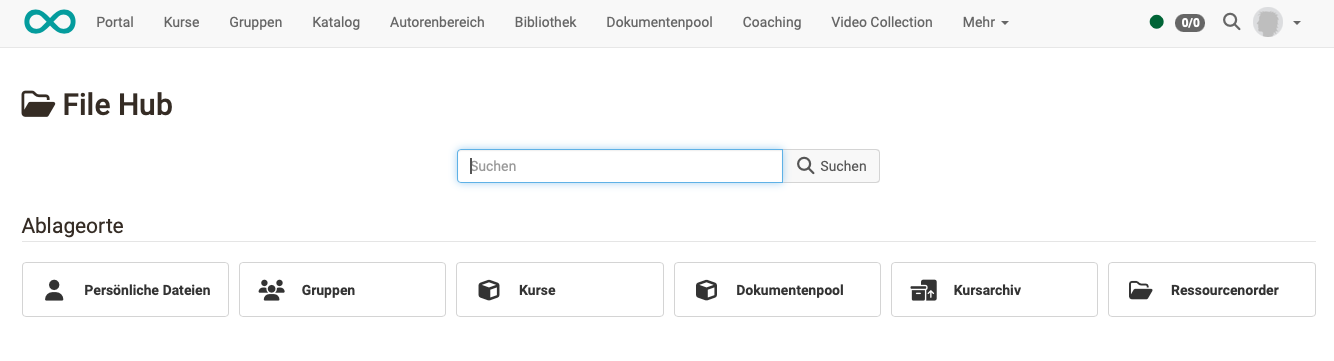 Portal Kurse Gruppen Katalog Autorenbereich Bibliothek Dokumentenpool Coaching Video Collection Mehr 0/0
File Hub
Suchen Suchen
Ablageorte
Persönliche Dateien Gruppen Kurse Dokumentenpool Kursarchiv Ressourcenorder